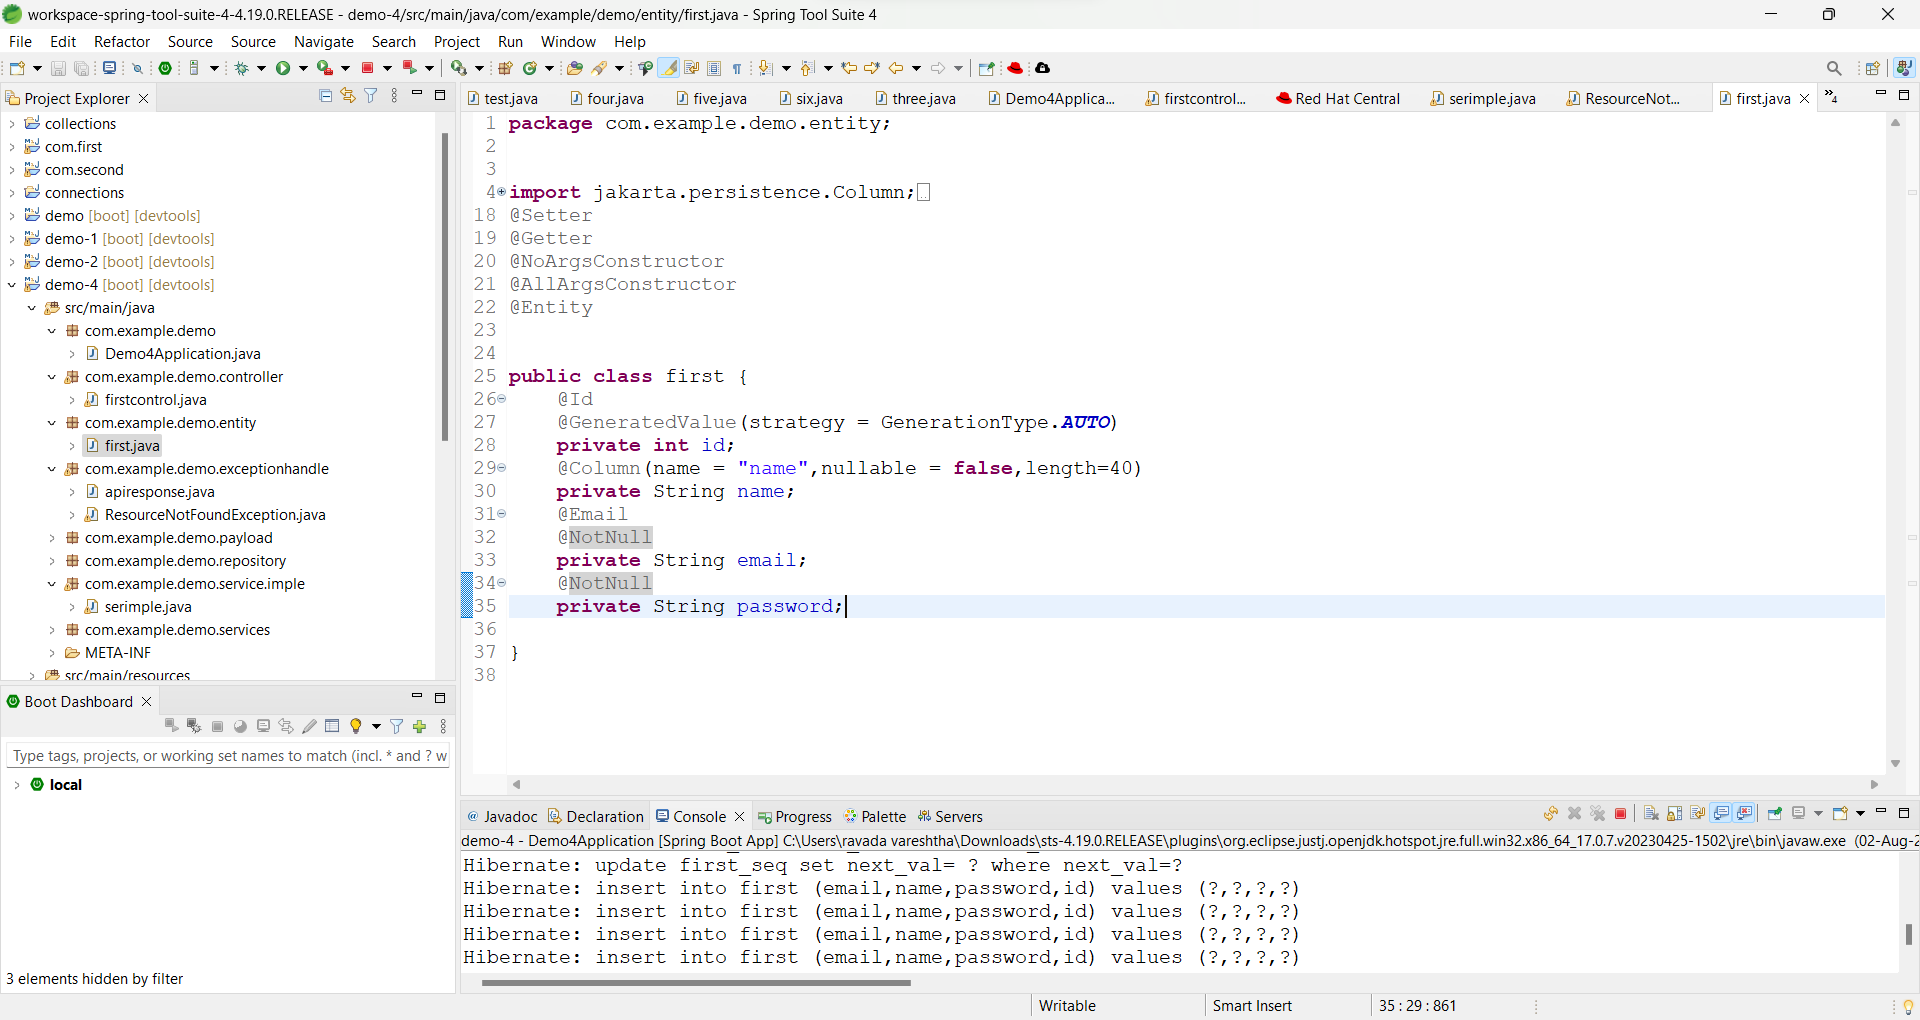 workspace-spring-tool-suite-4-4.19.0.RELEASE - demo-4/src/main/java/com/example/demo/entity/first.java - Spring Tool Suite 4
File Edit Refactor Source Source Navigate Search Project Run Window Help
Project Explorer
collections
com.first
com.second
connections
demo [boot] [devtools]
demo-1 [boot] [devtools]
demo-2 [boot] [devtools]
demo-4 [boot] [devtools]
src/main/java
com.example.demo
Demo4Application.java
com.example.demo.controller
firstcontrol.java
com.example.demo.entity
first.java
com.example.demo.exceptionhandle
apiresponse.java
ResourceNotFoundException.java
com.example.demo.payload
com.example.demo.repository
com.example.demo.service.imple
serimple.java
com.example.demo.services
META-INF
src/main/resources
Boot Dashboard
Type tags, projects, or working set names to match (incl. * and ? w
local
3 elements hidden by filter
test.java four.java five.java six.java three.java Demo4Applica... firstcontrol... Red Hat Central serimple.java ResourceNot... first.java »4
1 package com.example.demo.entity;
2
3
4 import jakarta.persistence.Column;
18 @Setter
19 @Getter
20 @NoArgsConstructor
21 @AllArgsConstructor
22 @Entity
23
24
25 public class first {
26 @Id
27 @GeneratedValue(strategy = GenerationType.AUTO)
28 private int id;
29 @Column(name = "name",nullable = false,length=40)
30 private String name;
31 @Email
32 @NotNull
33 private String email;
34 @NotNull
35 private String password;
36
37 }
38
@ Javadoc Declaration Console Progress Palette Servers
demo-4 - Demo4Application [Spring Boot App] C:\Users\ravada vareshtha\Downloads\sts-4.19.0.RELEASE\plugins\org.eclipse.justj.openjdk.hotspot.jre.full.win32.x86_64_17.0.7.v20230425-1502\jre\bin\javaw.exe (02-Aug-2
Hibernate: update first_seq set next_val= ? where next_val=?
Hibernate: insert into first (email,name,password,id) values (?,?,?,?)
Hibernate: insert into first (email,name,password,id) values (?,?,?,?)
Hibernate: insert into first (email,name,password,id) values (?,?,?,?)
Hibernate: insert into first (email,name,password,id) values (?,?,?,?)
Writable Smart Insert 35 : 29 : 861